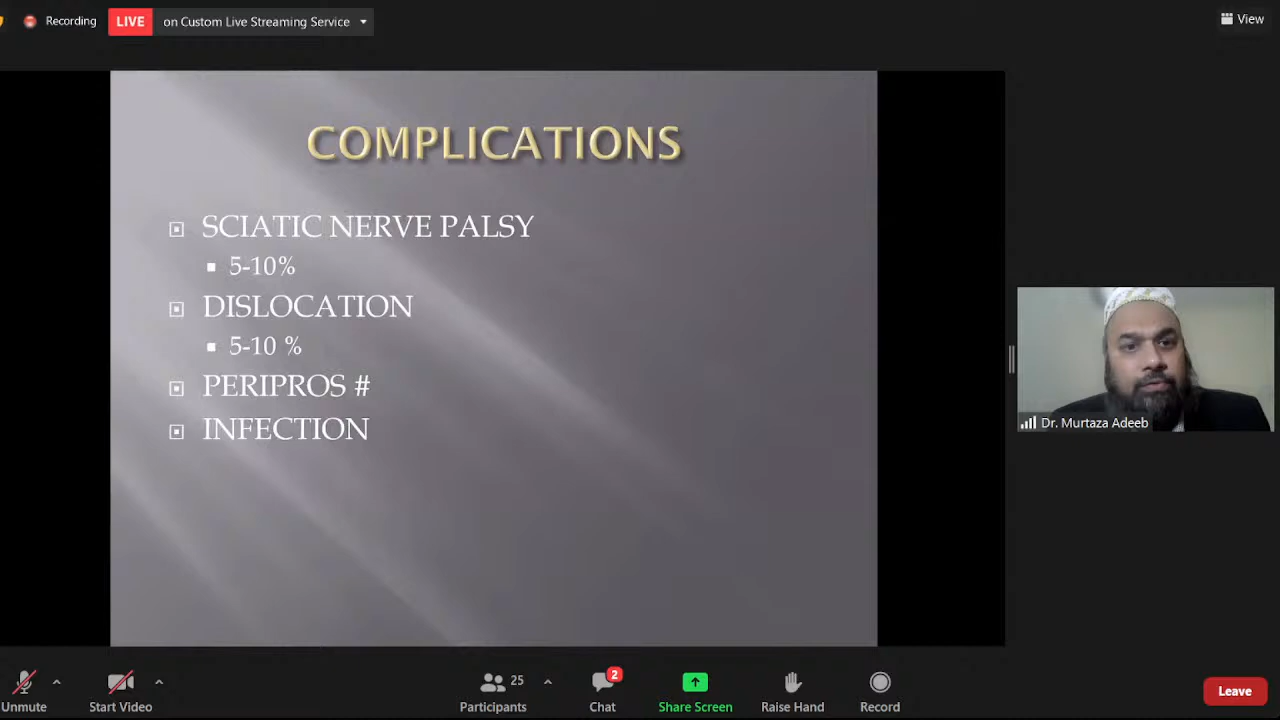 Recording
LIVE on Custom Live Streaming Service
View
COMPLICATIONS
SCIATIC NERVE PALSY
5-10%
DISLOCATION
5-10 %
PERIPROS #
INFECTION
Dr. Murtaza Adeeb
Unmute
Start Video
25
Participants
2
Chat
Share Screen
Raise Hand
Record
Leave